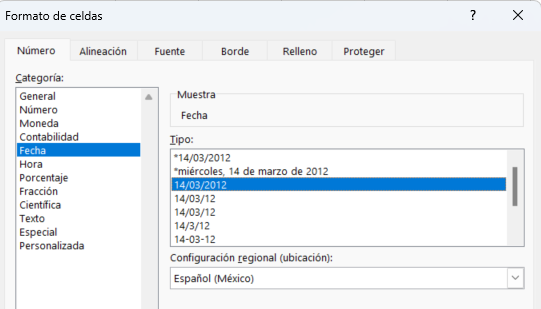 Formato de celdas ? ×
Número Alineación Fuente Borde Relleno Proteger
Categoría:
General
Número
Moneda
Contabilidad
Fecha
Hora
Porcentaje
Fracción
Científica
Texto
Especial
Personalizada
Muestra
Fecha
Tipo:
*14/03/2012
*miércoles, 14 de marzo de 2012
14/03/2012
14/03/12
14/03/12
14/3/12
14-03-12
Configuración regional (ubicación):
Español (México)